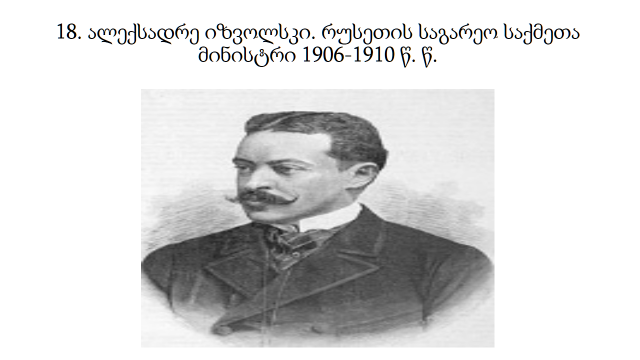 18. ალექსადრე იზვოლსკი. რუსეთის საგარეო საქმეთა
მინისტრი 1906-1910 წ. წ.